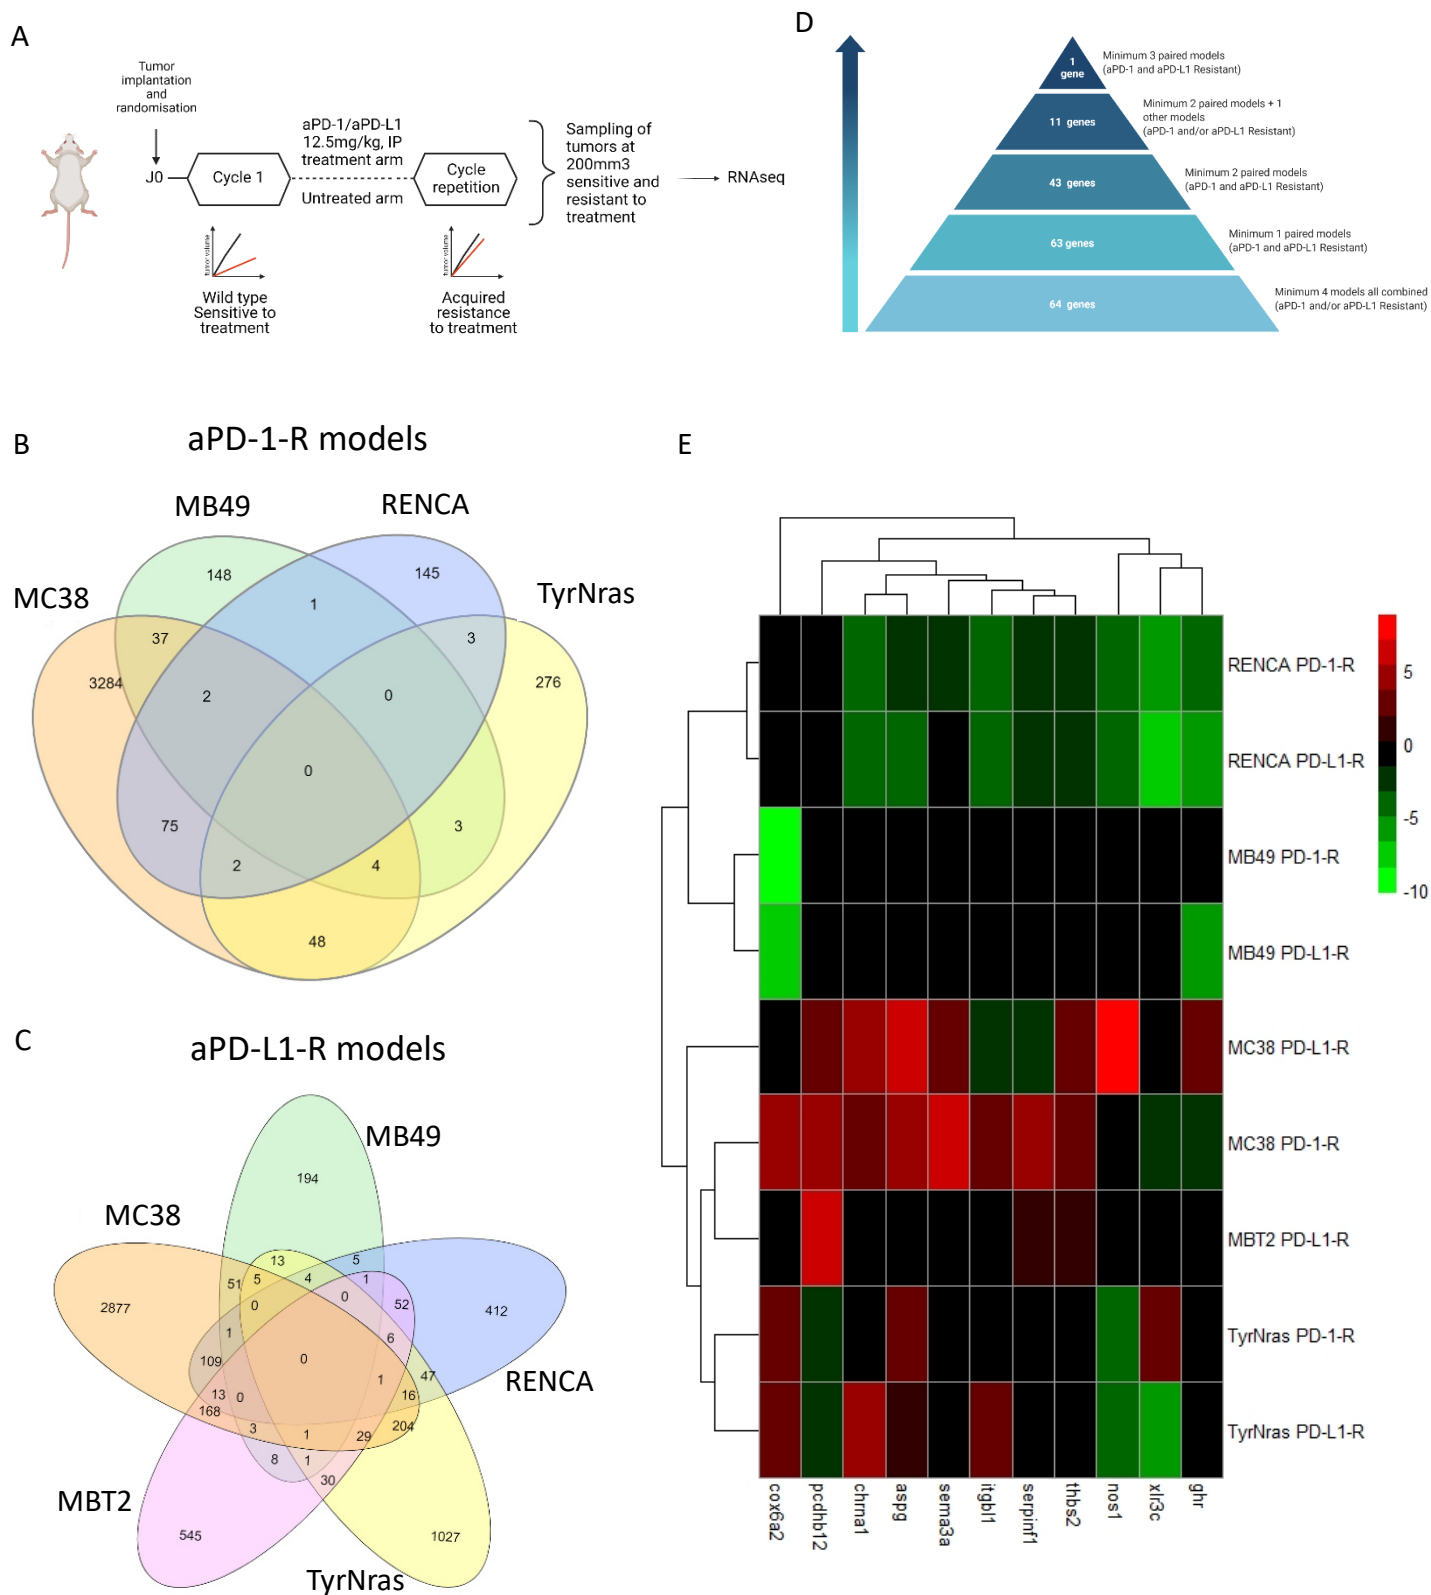 A
Tumor
implantation
and
randomisation
J0
Cycle 1
aPD-1/aPD-L1
12.5mg/kg, IP
treatment arm
Untreated arm
Cycle
repetition
Sampling of
tumors at
200mm3
sensitive and
resistant to
treatment
RNAseq
tumor volume
Wild type
Sensitive to
treatment
tumor volume
Acquired
resistance
to treatment
D
1
gene
Minimum 3 paired models
(aPD-1 and aPD-L1 Resistant)
11 genes
Minimum 2 paired models + 1
other models
(aPD-1 and/or aPD-L1 Resistant)
43 genes
Minimum 2 paired models
(aPD-1 and aPD-L1 Resistant)
63 genes
Minimum 1 paired models
(aPD-1 and aPD-L1 Resistant)
64 genes
Minimum 4 models all combined
(aPD-1 and/or aPD-L1 Resistant)
B
aPD-1-R models
MB49
RENCA
MC38
TyrNras
148
145
1
37
3
3284
2
0
276
0
75
3
2
4
48
C
aPD-L1-R models
MB49
MC38
RENCA
MBT2
TyrNras
194
13
5
51
5
4
1
0
0
52
2877
412
1
6
109
0
1
47
13
0
16
168
204
3
1
29
8
1
30
545
1027
E
RENCA PD-1-R
RENCA PD-L1-R
MB49 PD-1-R
MB49 PD-L1-R
MC38 PD-L1-R
MC38 PD-1-R
MBT2 PD-L1-R
TyrNras PD-1-R
TyrNras PD-L1-R
5
0
-5
-10
cox6a2
pcdhb12
chrna1
aspg
sema3a
itgbl1
serpinf1
thbs2
nos1
xlr3c
ghr